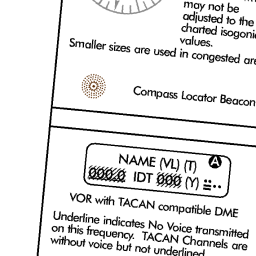 may not be
adjusted to the
charted isogonic
values.
Smaller sizes are used in congested
Compass Locator Beacon
NAME (VL) (T) A
000.0 IDT 000 (Y)
VOR with TACAN compatible DME
Underline indicates No Voice transmitted
on this frequency. TACAN Channels are
without voice but not underlined